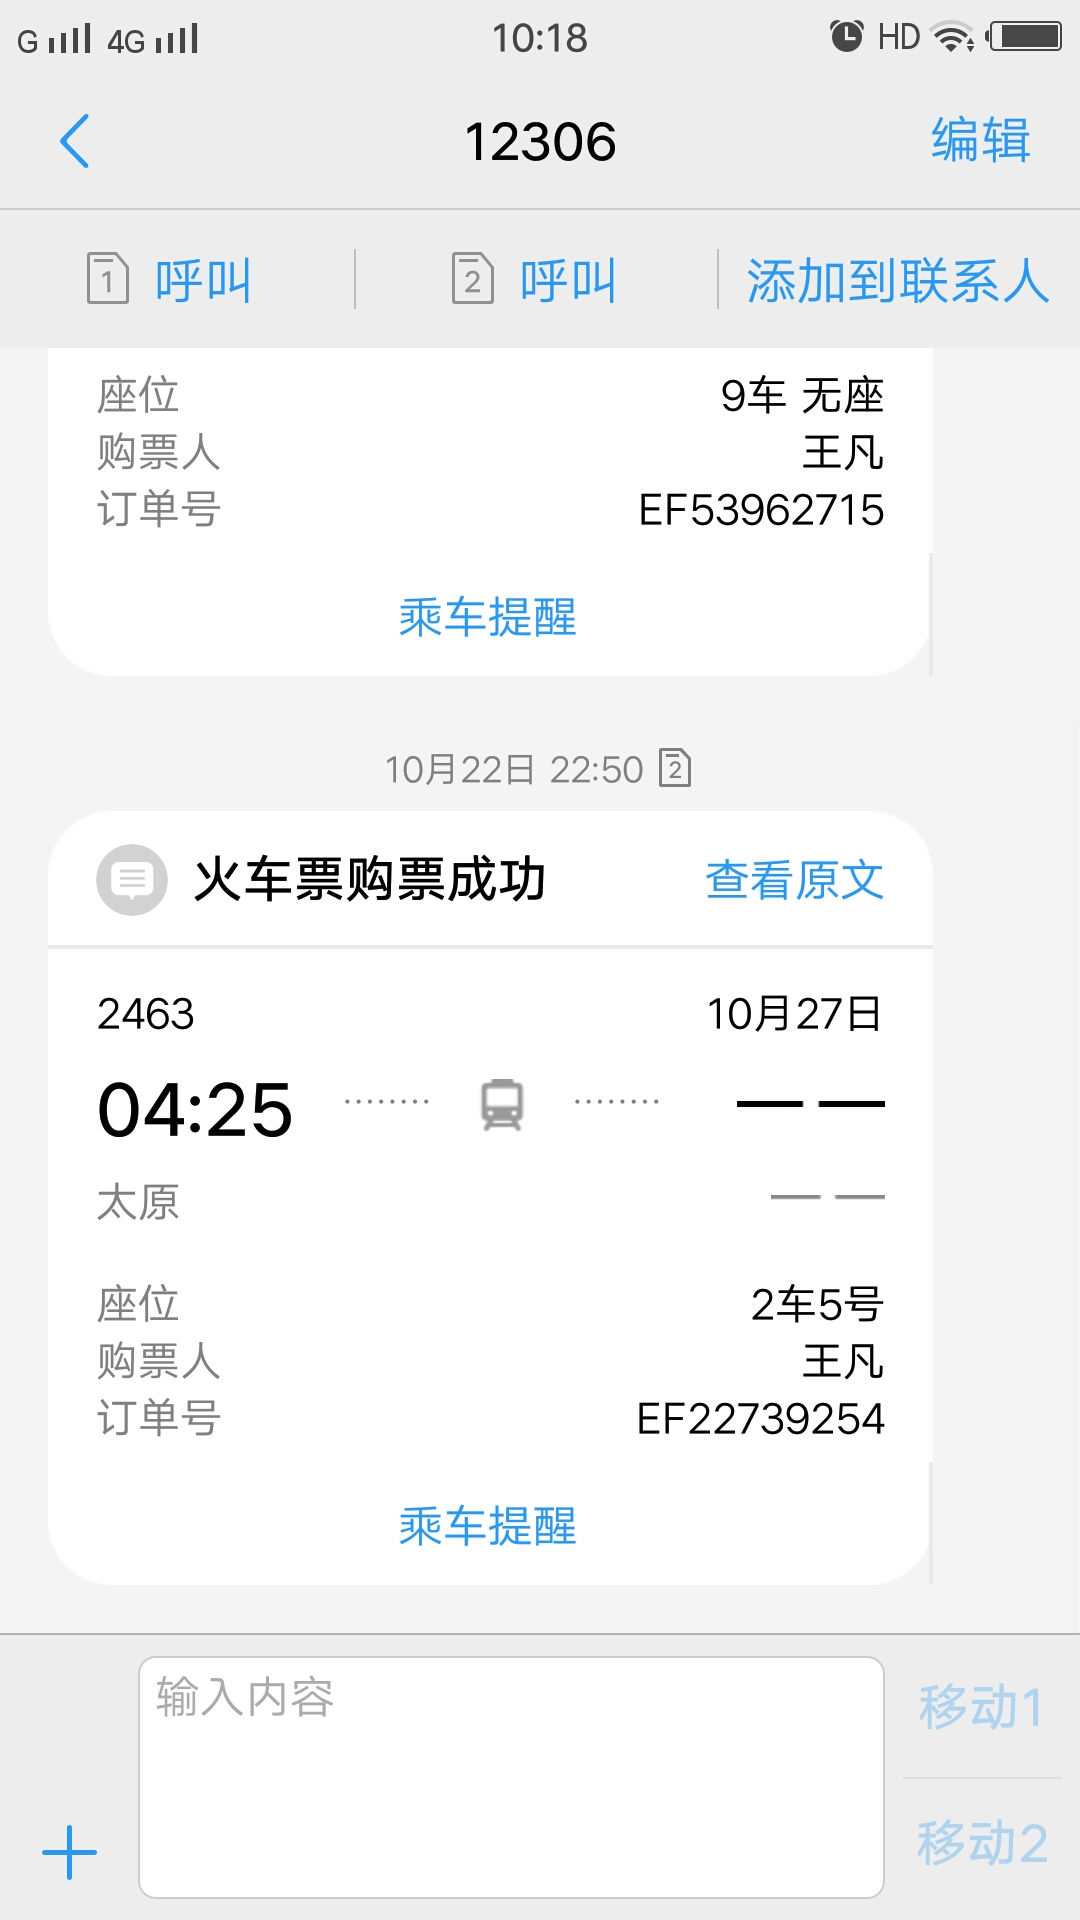 G 4G 10:18 HD
12306 编辑
1 呼叫 2 呼叫 添加到联系人
座位 9车 无座
购票人 王凡
订单号 EF53962715
乘车提醒
10月22日 22:50 2
火车票购票成功 查看原文
2463 10月27日
04:25 — —
太原 — —
座位 2车5号
购票人 王凡
订单号 EF22739254
乘车提醒
输入内容
移动1
移动2